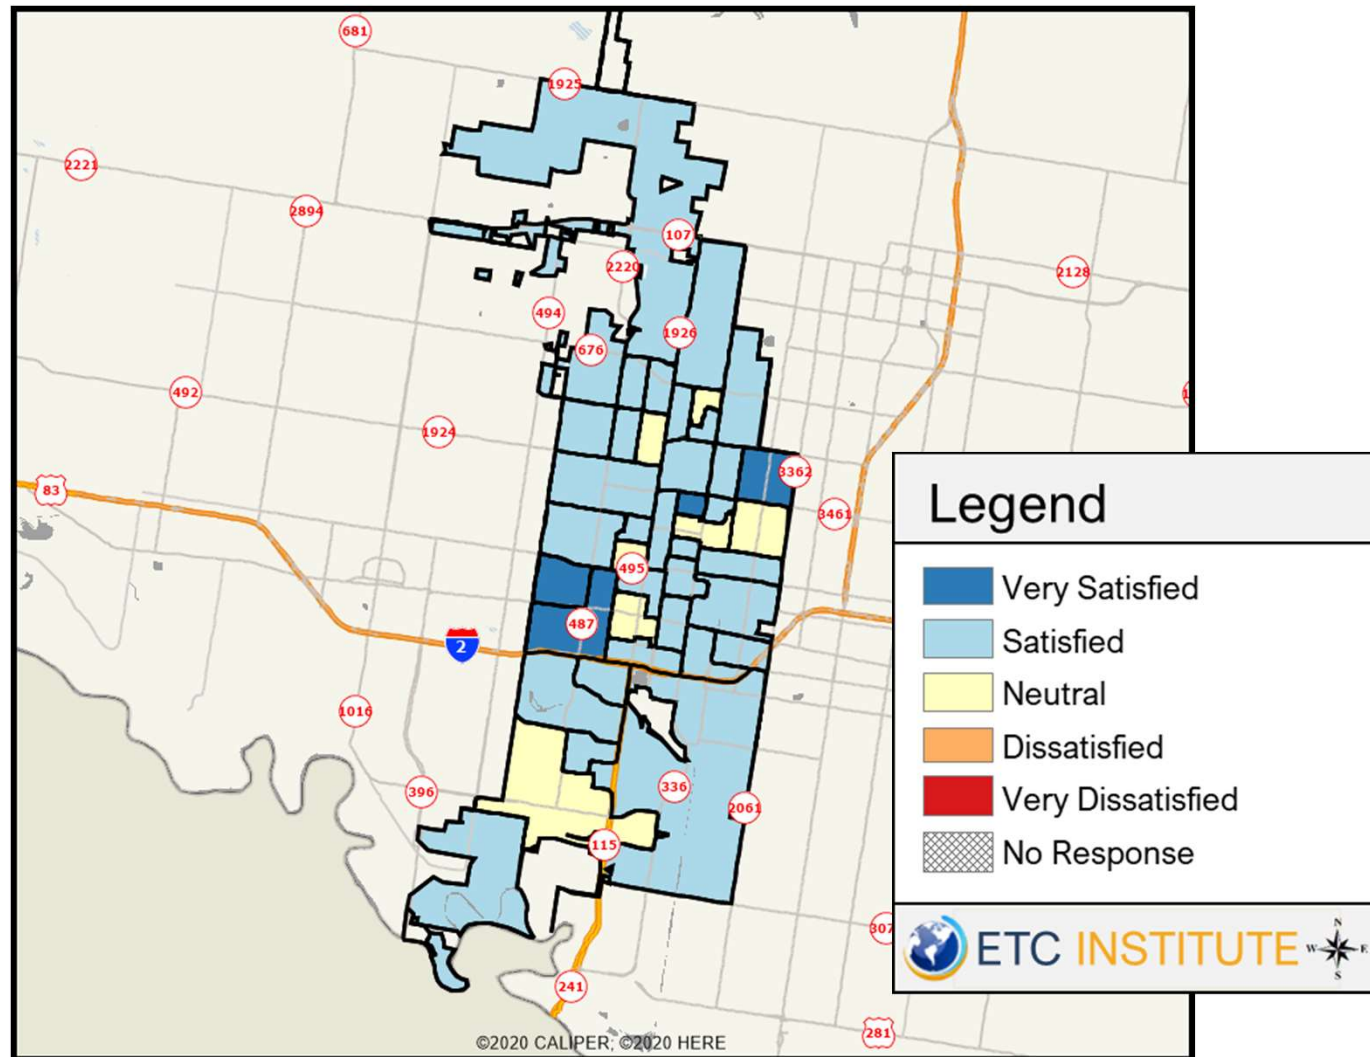 681
1925
2221
2894
107
2220
2128
494
1926
676
492
1924
3362
83
3461
495
487
2
1016
336
396
2061
115
241
281
Legend
Very Satisfied
Satisfied
Neutral
Dissatisfied
Very Dissatisfied
No Response
ETC INSTITUTE
N
W E
S
©2020 CALIPER; ©2020 HERE